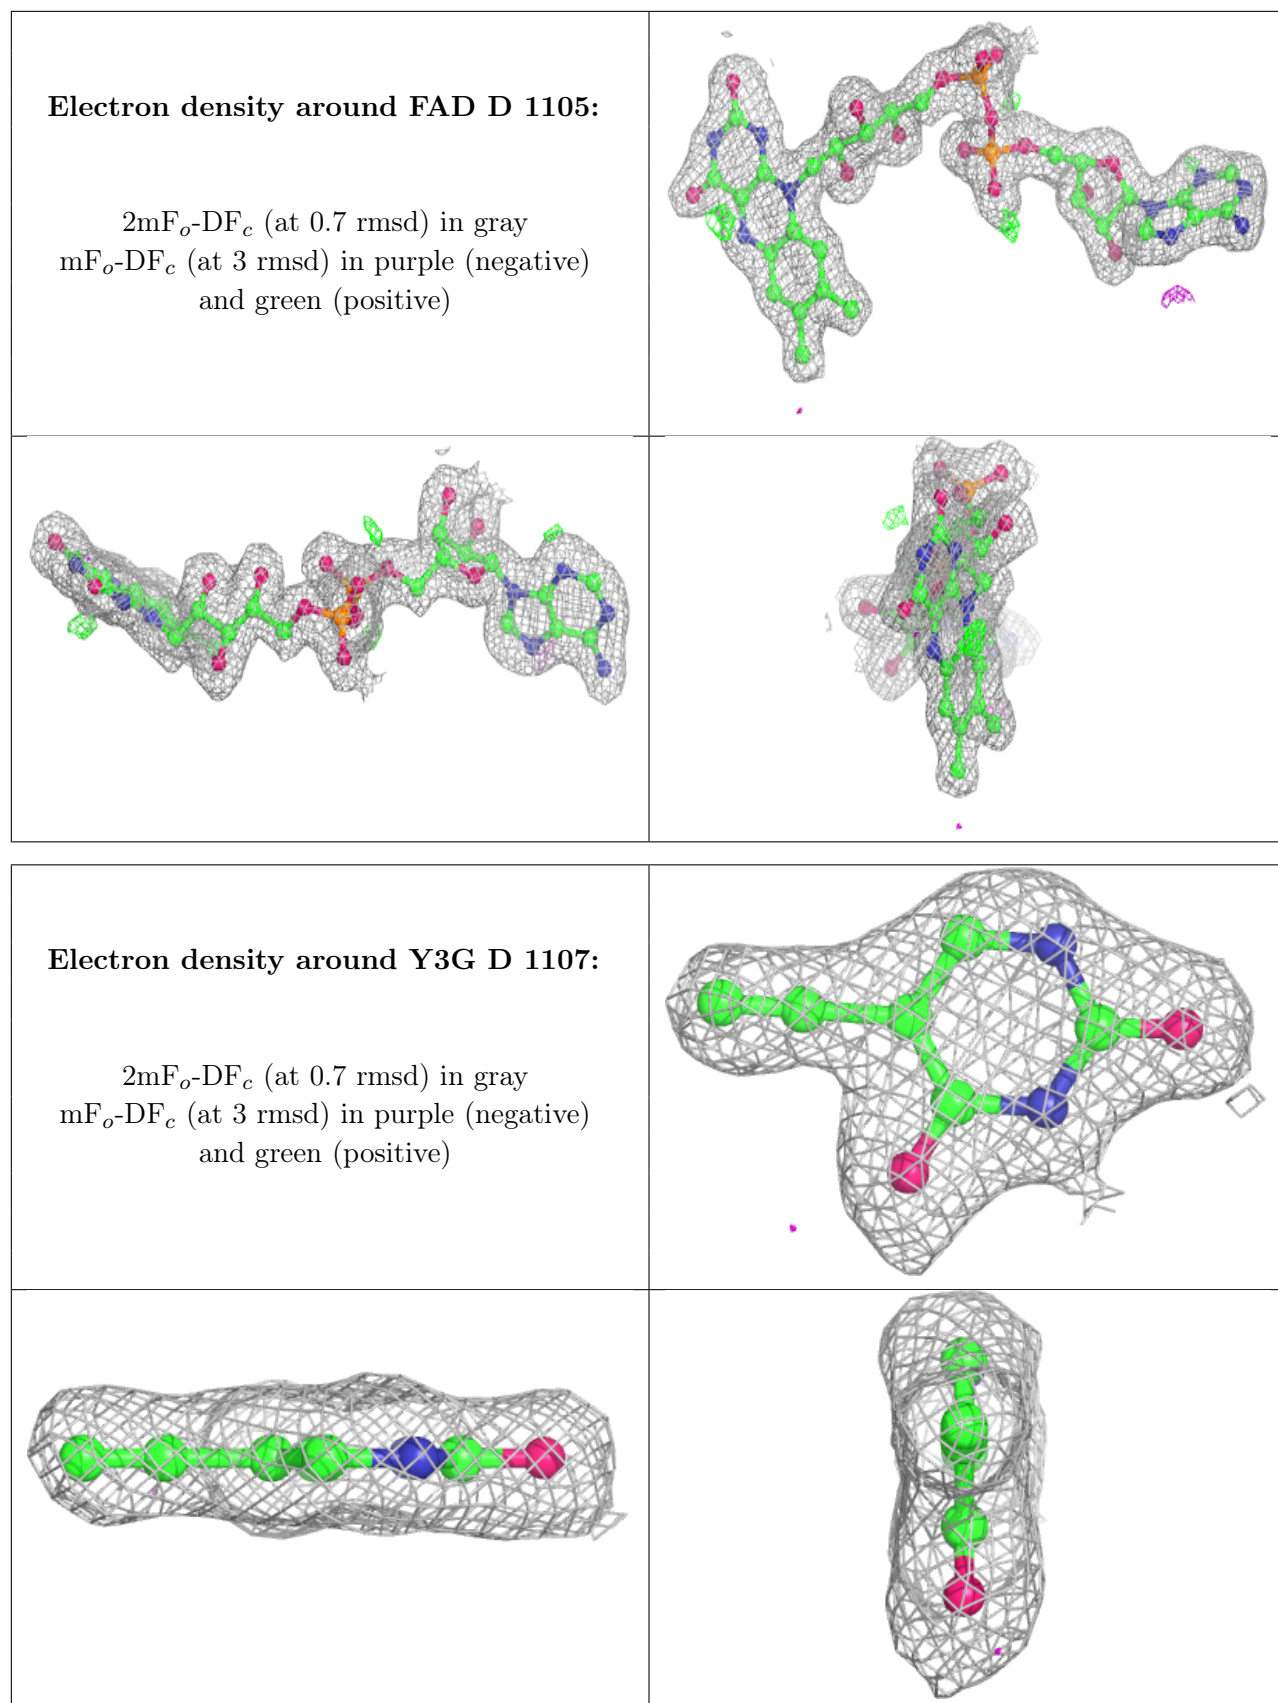 Electron density around FAD D 1105:
2mFo-DFc (at 0.7 rmsd) in gray
mFo-DFc (at 3 rmsd) in purple (negative)
and green (positive)
Electron density around Y3G D 1107:
2mFo-DFc (at 0.7 rmsd) in gray
mFo-DFc (at 3 rmsd) in purple (negative)
and green (positive)